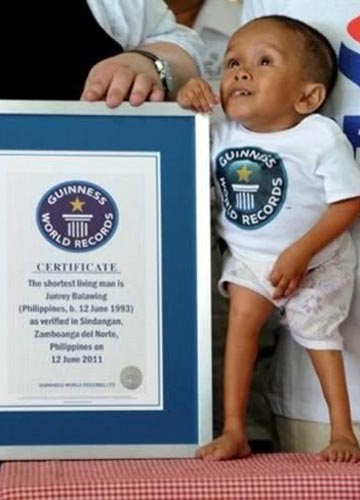 GUINNESS
WORLD RECORDS
CERTIFICATE
The shortest living man is
Junrey Balawing
(Philippines, b. 12 June 1993)
as verified in Sindangan,
Zamboanga del Norte,
Philippines on
12 June 2011
GUINNESS WORLD RECORDS LTD
GUINNESS
WORLD RECORDS